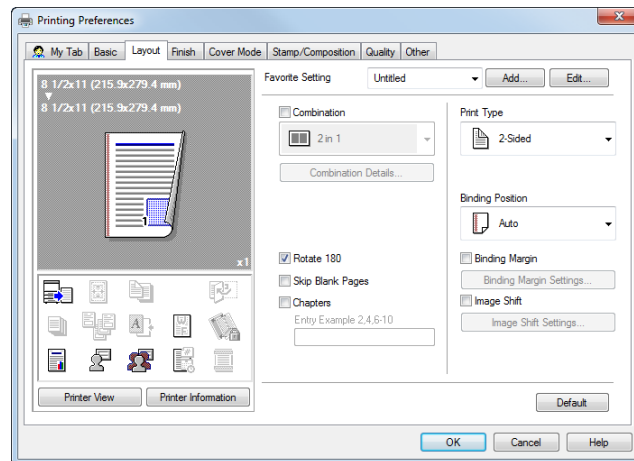 Printing Preferences
My Tab Basic Layout Finish Cover Mode Stamp/Composition Quality Other
8 1/2x11 (215.9x279.4 mm)
8 1/2x11 (215.9x279.4 mm)
1
x1
Printer View Printer Information
Favorite Setting Untitled Add... Edit...
Combination
2 in 1
Combination Details...
Rotate 180
Skip Blank Pages
Chapters
Entry Example 2,4,6-10
Print Type
2-Sided
Binding Position
Auto
Binding Margin
Binding Margin Settings...
Image Shift
Image Shift Settings...
Default
OK Cancel Help